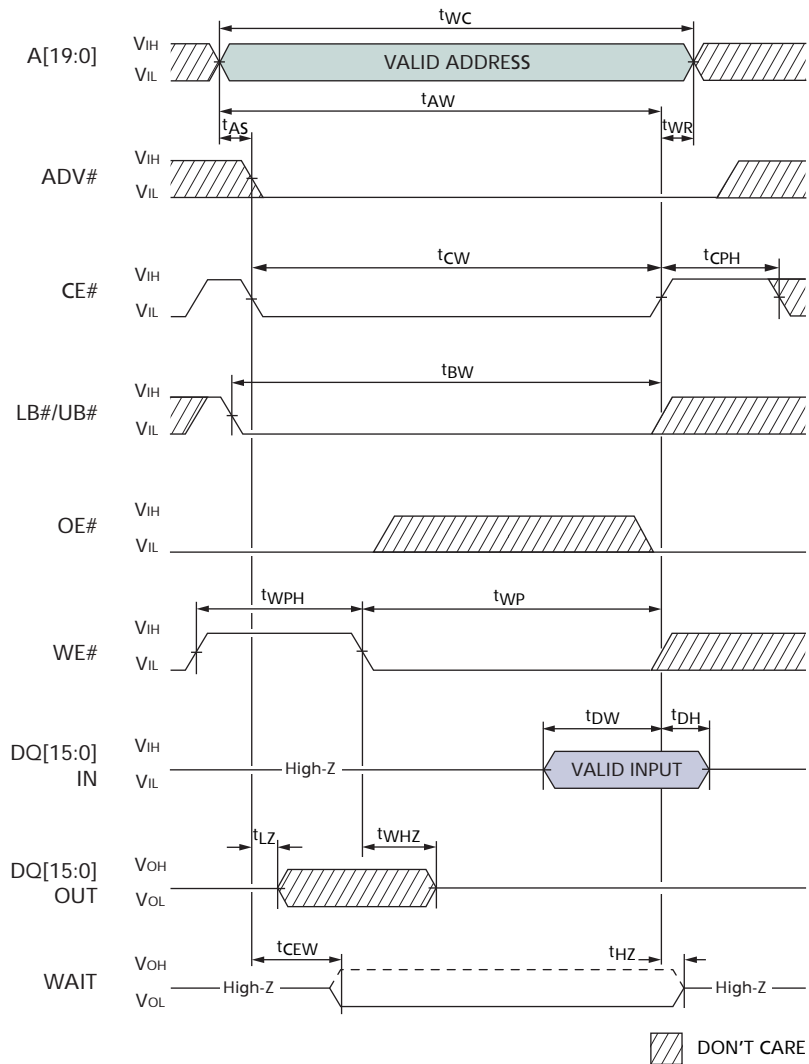 tWC
A[19:0] VIH VIL VALID ADDRESS
tAW
tAS tWR
ADV# VIH VIL
tCW tCPH
CE# VIH VIL
tBW
LB#/UB# VIH VIL
OE# VIH VIL
tWPH tWP
WE# VIH VIL
tDW tDH
DQ[15:0] IN VIH VIL High-Z VALID INPUT
tLZ tWHZ
DQ[15:0] OUT VOH VOL
tCEW tHZ
WAIT VOH VOL High-Z High-Z
DON'T CARE